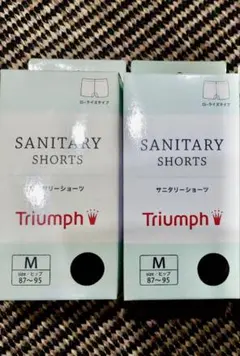 ローライズタイプ
SANITARY
SHORTS
サニタリーショーツ
Triumph
M
size／ヒップ
87〜95
ローライズタイプ
SANITARY
SHORTS
サニタリーショーツ
Triumph
M
size／ヒップ
87〜95